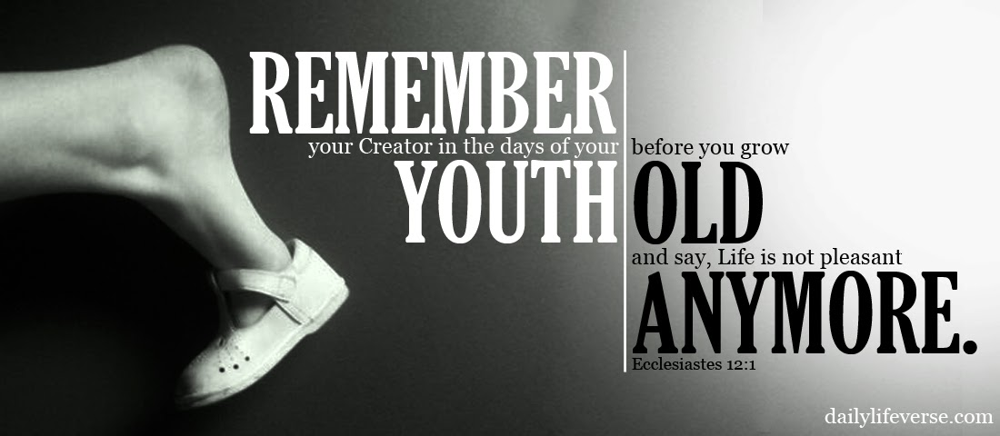 REMEMBER
your Creator in the days of your
YOUTH
before you grow
OLD
and say, Life is not pleasant
ANYMORE.
Ecclesiastes 12:1
dailylifeverse.com